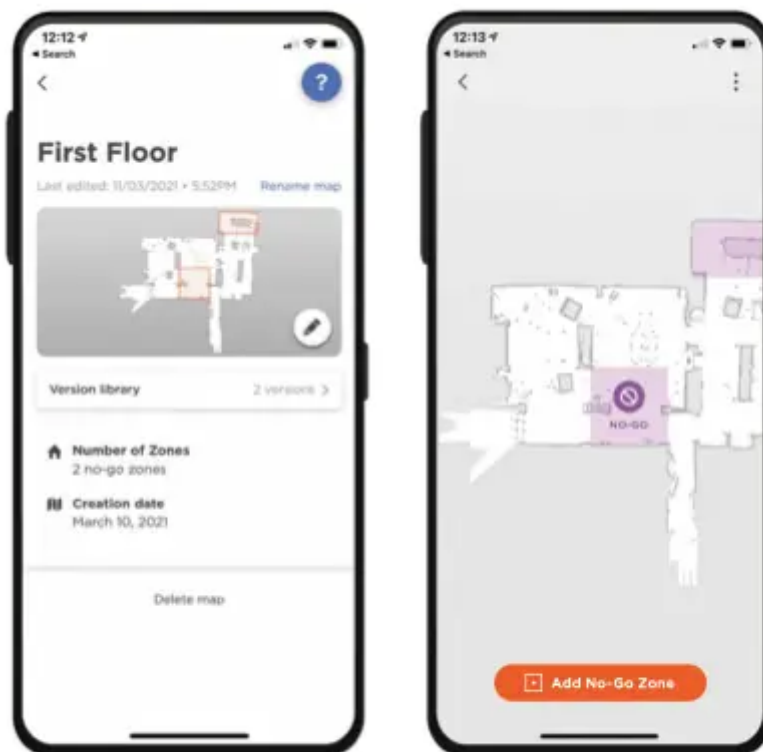 12:12
Search
?
First Floor
Last edited: 11/03/2021 • 5:52PM Rename map
Version library 2 versions >
Number of Zones
2 no-go zones
Creation date
March 10, 2021
Delete map
12:13
Search
NO-GO
Add No-Go Zone